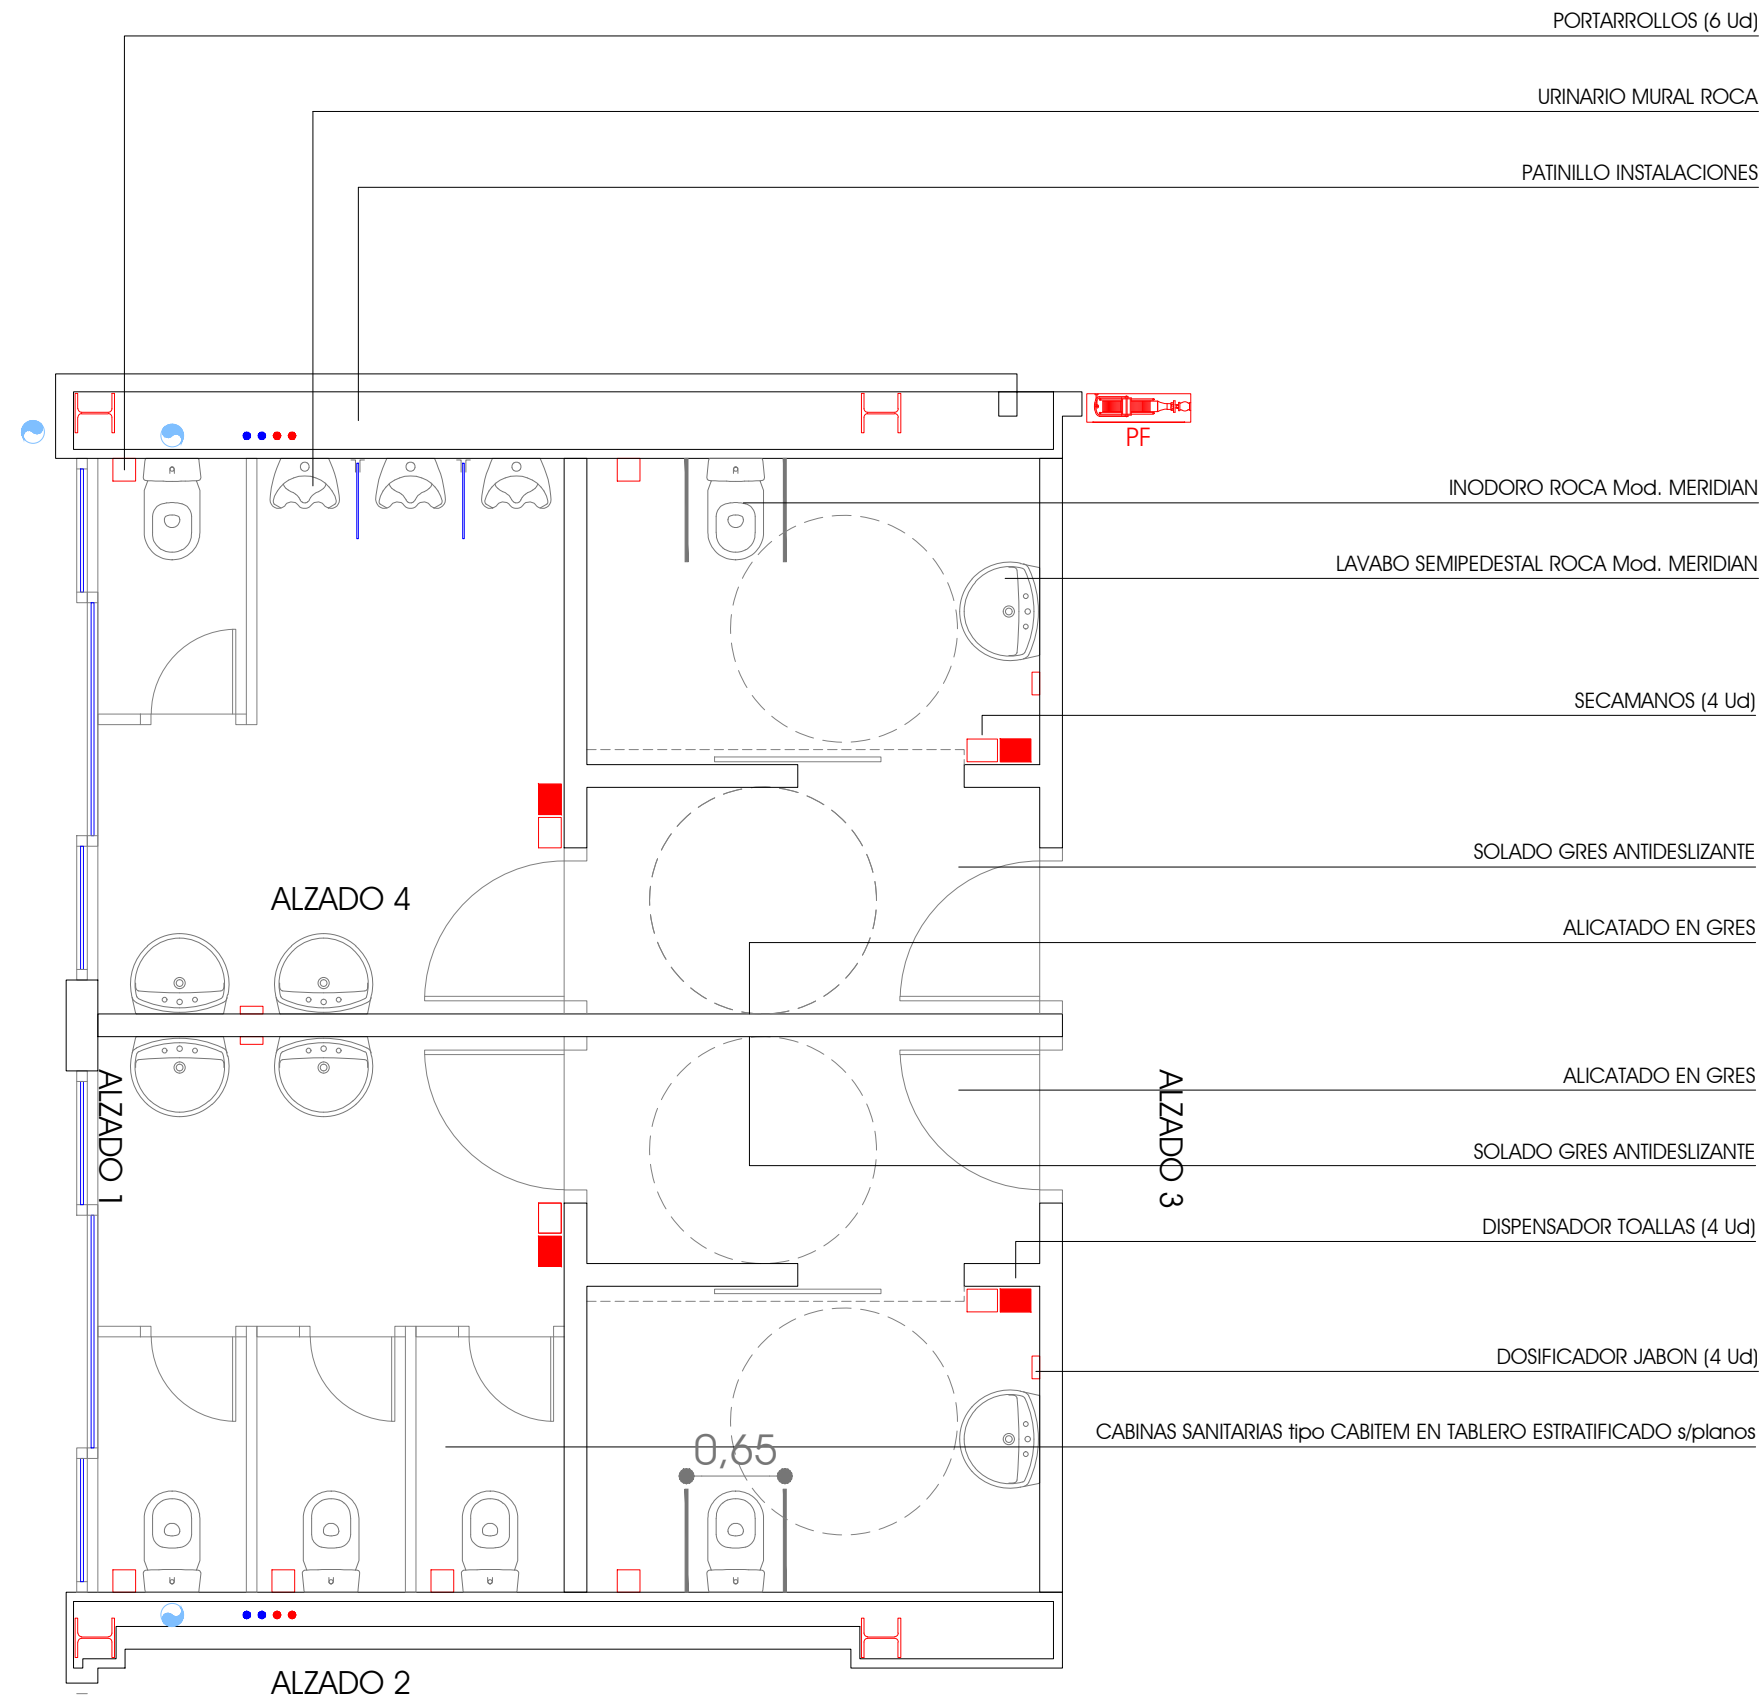 PORTARROLLOS (6 Ud)
URINARIO MURAL ROCA
PATINILLO INSTALACIONES
PF
INODORO ROCA Mod. MERIDIAN
LAVABO SEMIPEDESTAL ROCA Mod. MERIDIAN
SECAMANOS (4 Ud)
SOLADO GRES ANTIDESLIZANTE
ALZADO 4
ALICATADO EN GRES
ALICATADO EN GRES
ALZADO 1
ALZADO 3
SOLADO GRES ANTIDESLIZANTE
DISPENSADOR TOALLAS (4 Ud)
DOSIFICADOR JABON (4 Ud)
CABINAS SANITARIAS tipo CABITEM EN TABLERO ESTRATIFICADO s/planos
0,65
ALZADO 2